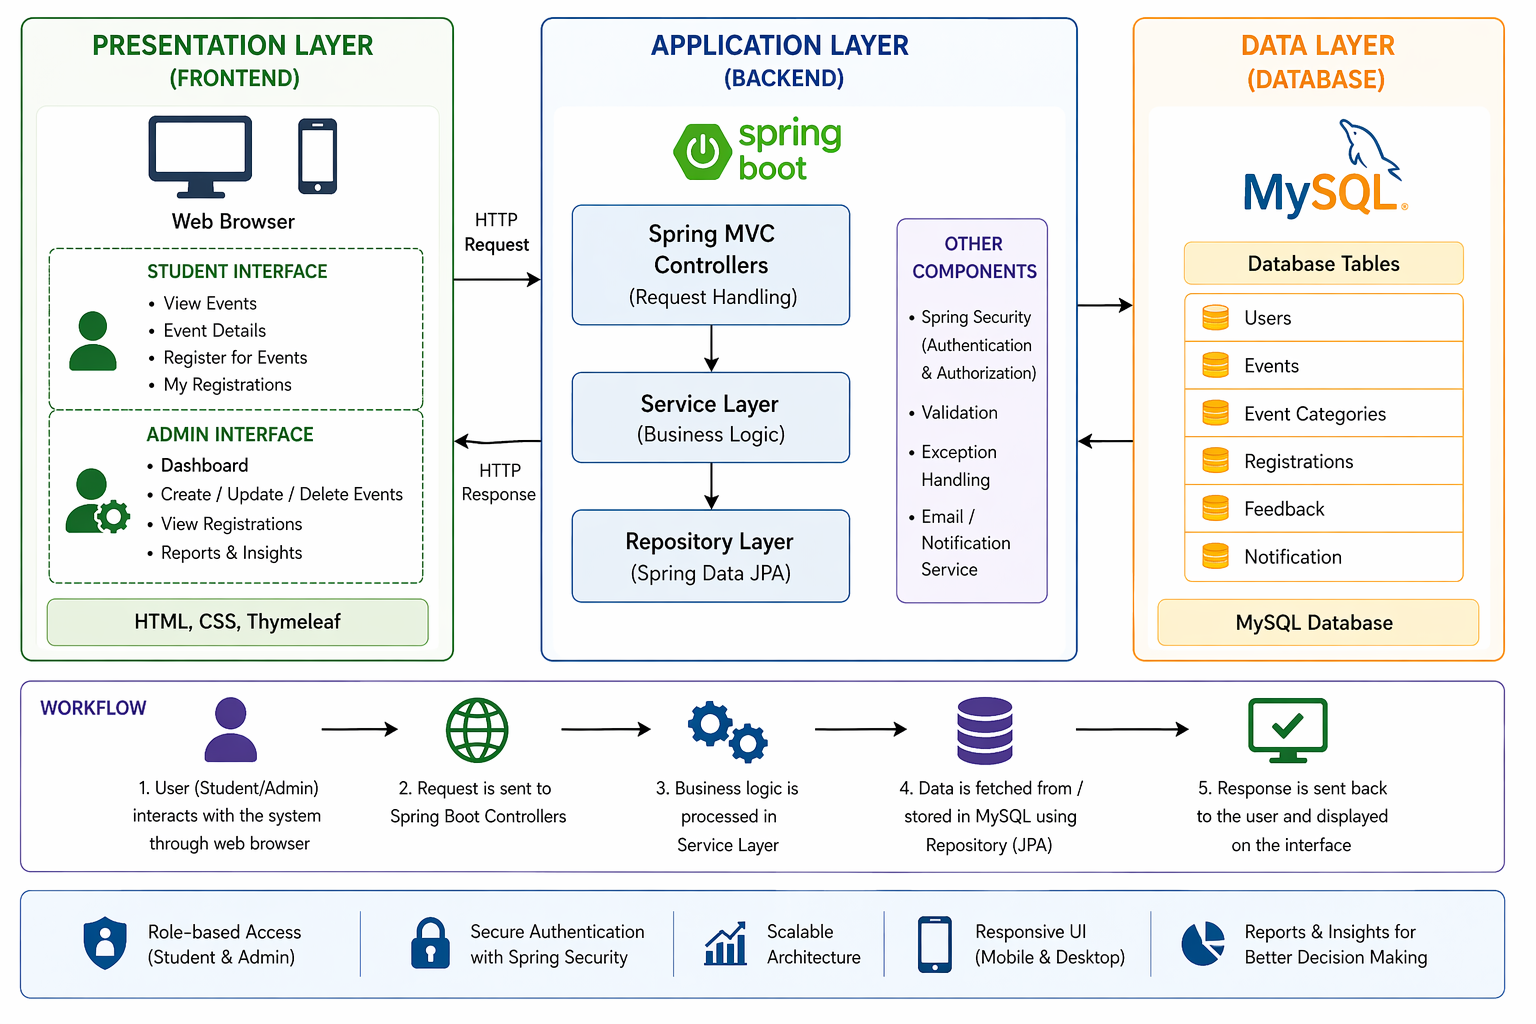 PRESENTATION LAYER
(FRONTEND)
Web Browser
STUDENT INTERFACE
• View Events
• Event Details
• Register for Events
• My Registrations
ADMIN INTERFACE
• Dashboard
• Create / Update / Delete Events
• View Registrations
• Reports & Insights
HTML, CSS, Thymeleaf
HTTP
Request
HTTP
Response
APPLICATION LAYER
(BACKEND)
spring
boot
Spring MVC
Controllers
(Request Handling)
Service Layer
(Business Logic)
Repository Layer
(Spring Data JPA)
OTHER
COMPONENTS
• Spring Security
(Authentication
& Authorization)
• Validation
• Exception
Handling
• Email /
Notification
Service
DATA LAYER
(DATABASE)
MySQL®
Database Tables
Users
Events
Event Categories
Registrations
Feedback
Notification
MySQL Database
WORKFLOW
1. User (Student/Admin)
interacts with the system
through web browser
2. Request is sent to
Spring Boot Controllers
3. Business logic is
processed in
Service Layer
4. Data is fetched from /
stored in MySQL using
Repository (JPA)
5. Response is sent back
to the user and displayed
on the interface
Role-based Access
(Student & Admin)
Secure Authentication
with Spring Security
Scalable
Architecture
Responsive UI
(Mobile & Desktop)
Reports & Insights for
Better Decision Making